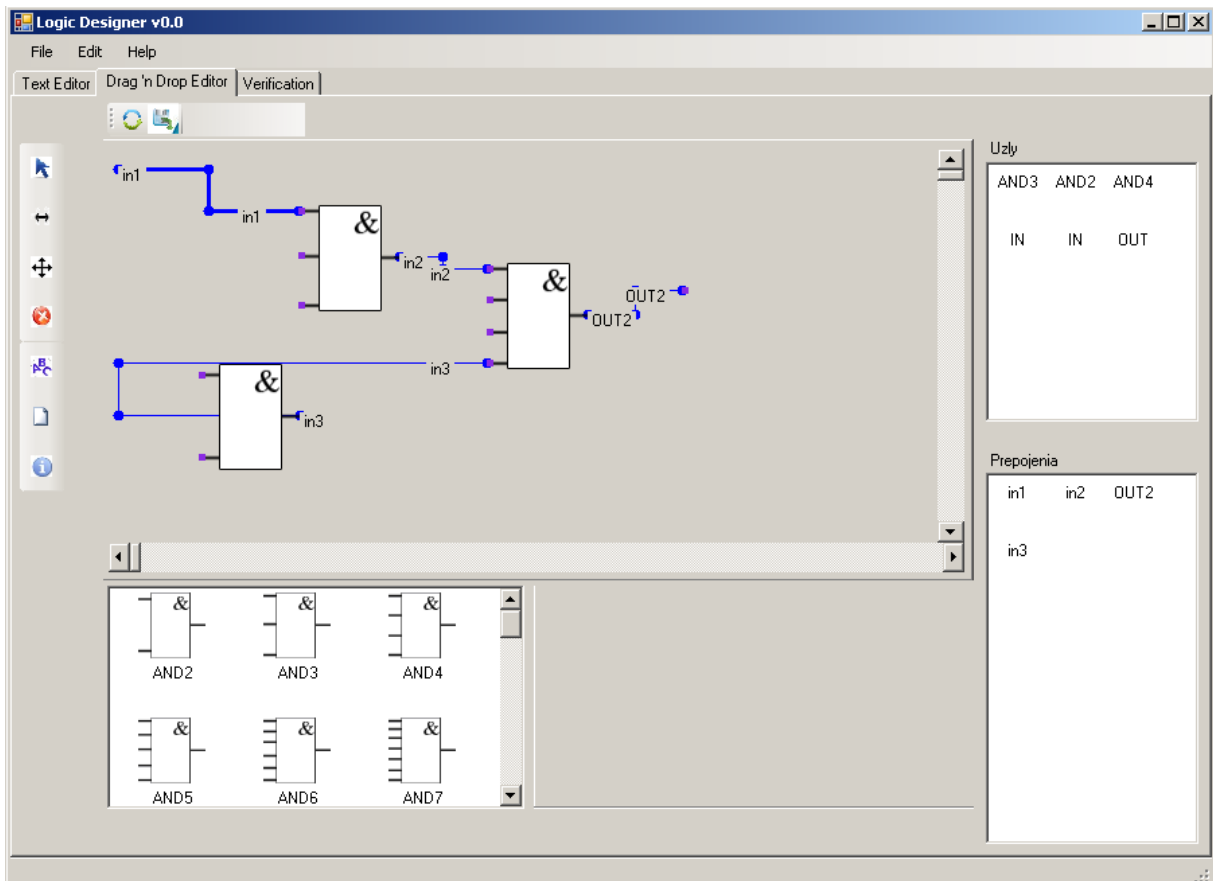 Logic Designer v0.0
File Edit Help
Text Editor Drag 'n Drop Editor Verification
Uzly
AND3 AND2 AND4
IN IN OUT
in1
in1
&
in2
in2
&
OUT2
OUT2
in3
&
in3
Prepojenia
in1 in2 OUT2
in3
& & &
AND2 AND3 AND4
& & &
AND5 AND6 AND7